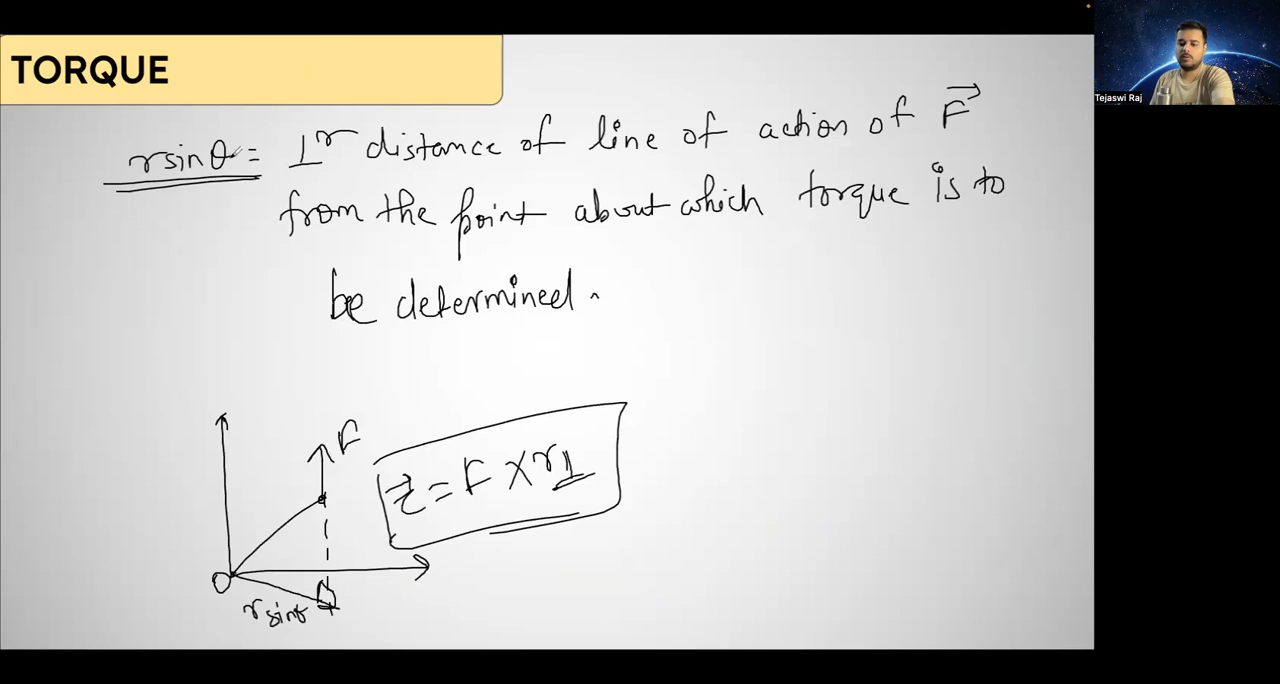 TORQUE
Tejaswi Raj
r sin θ = ⊥r distance of line of action of F⃗
from the point about which torque is to
be determined.
F
τ⃗ = F × r⊥
O
r sinθ